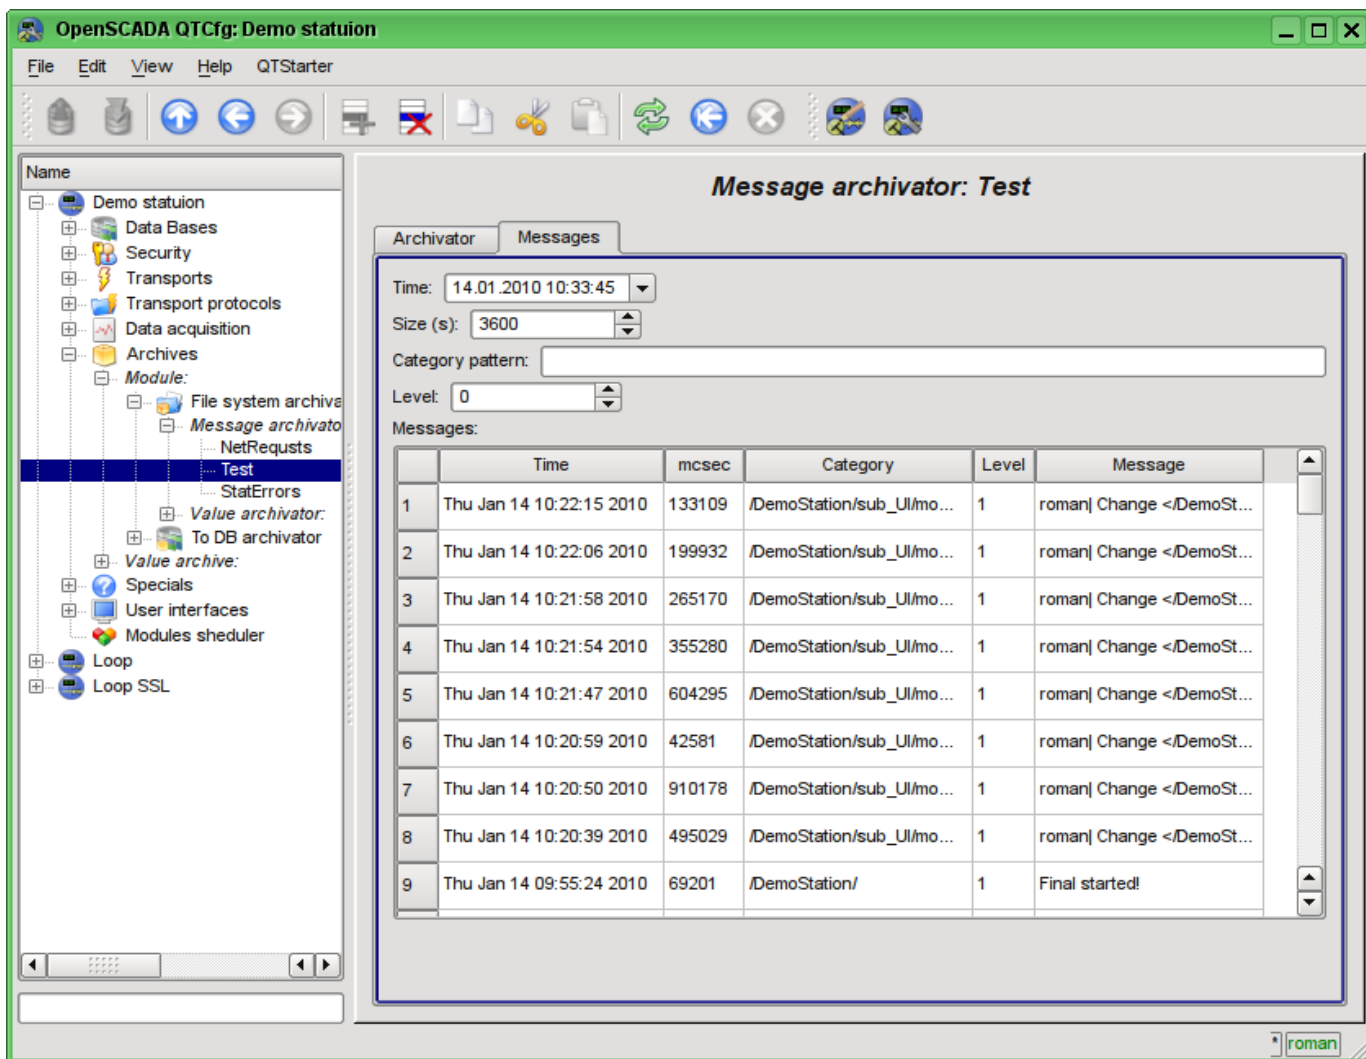 OpenSCADA QTCfg: Demo statuion
File Edit View Help QTStarter
Name
Demo statuion
Data Bases
Security
Transports
Transport protocols
Data acquisition
Archives
Module:
File system archiva
Message archivato
NetRequsts
Test
StatErrors
Value archivator:
To DB archivator
Value archive:
Specials
User interfaces
Modules sheduler
Loop
Loop SSL
Message archivator: Test
Archivator Messages
Time: 14.01.2010 10:33:45
Size (s): 3600
Category pattern:
Level: 0
Messages:
Time mcsec Category Level Message
1 Thu Jan 14 10:22:15 2010 133109 /DemoStation/sub_UI/mo... 1 roman| Change </DemoSt...
2 Thu Jan 14 10:22:06 2010 199932 /DemoStation/sub_UI/mo... 1 roman| Change </DemoSt...
3 Thu Jan 14 10:21:58 2010 265170 /DemoStation/sub_UI/mo... 1 roman| Change </DemoSt...
4 Thu Jan 14 10:21:54 2010 355280 /DemoStation/sub_UI/mo... 1 roman| Change </DemoSt...
5 Thu Jan 14 10:21:47 2010 604295 /DemoStation/sub_UI/mo... 1 roman| Change </DemoSt...
6 Thu Jan 14 10:20:59 2010 42581 /DemoStation/sub_UI/mo... 1 roman| Change </DemoSt...
7 Thu Jan 14 10:20:50 2010 910178 /DemoStation/sub_UI/mo... 1 roman| Change </DemoSt...
8 Thu Jan 14 10:20:39 2010 495029 /DemoStation/sub_UI/mo... 1 roman| Change </DemoSt...
9 Thu Jan 14 09:55:24 2010 69201 /DemoStation/ 1 Final started!
* roman